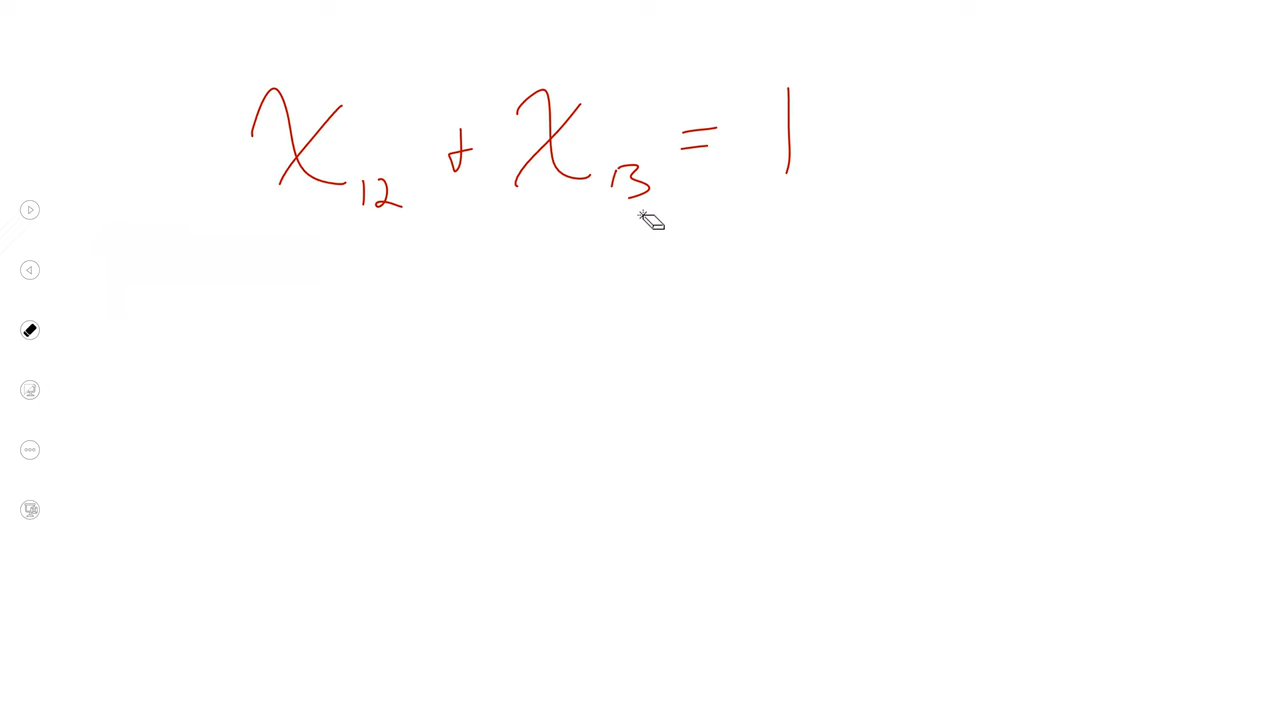 x₁₂ + x₁₃ = 1